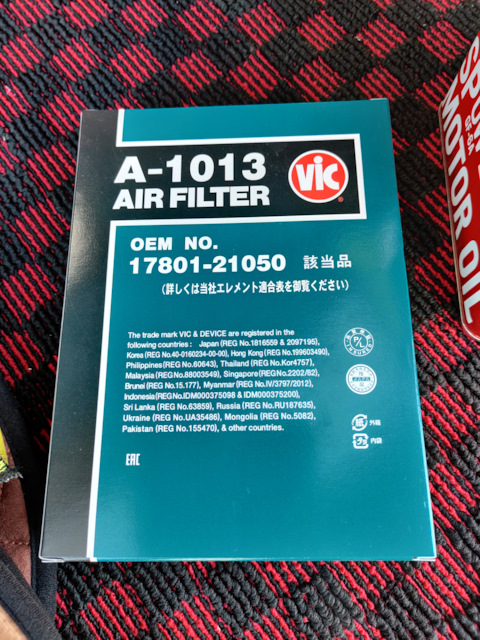 A-1013
AIR FILTER
VIC
®
OEM NO.
17801-21050 該当品
(詳しくは当社エレメント適合表を御覧ください)
The trade mark VIC & DEVICE are registered in the
following countries : Japan (REG No.1816559 & 2097195),
Korea (REG No.40-0160234-00-00), Hong Kong (REG No.199603490),
Philippines (REG No.60643), Thailand (REG No.Kor4757),
Malaysia (REG No.88003549), Singapore (REG No.2202/82),
Brunei (REG No.15.177), Myanmar (REG No.IV/3797/2012),
Indonesia (REG No.IDM000375098 & IDM000375200),
Sri Lanka (REG No.63859), Russia (REG No.RU187635),
Ukraine (REG No.UA35486), Mongolia (REG No.5082),
Pakistan (REG No.155470), & other countries.
EAC
P/L
紙 外箱
プラ 内袋
MOTOR OIL